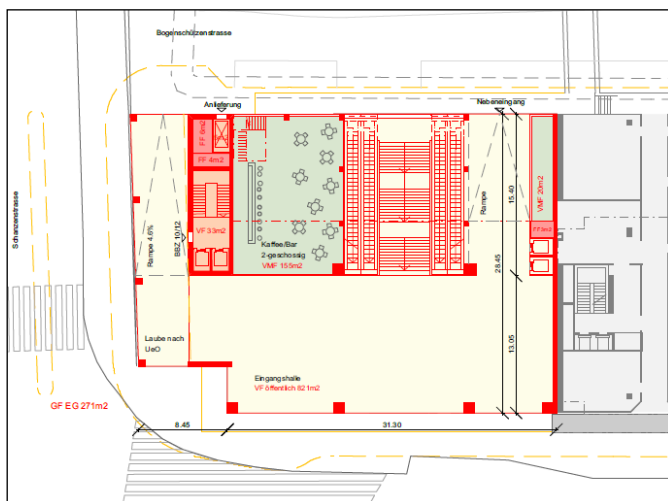 Bogenschützenstrasse
Anlieferung
Nebeneingang
FF 6m2
FF 4m2
Schanzenstrasse
Rampe 4.6%
BBZ 10/12
VF 33m2
Kaffee/Bar
2-geschossig
VMF 155m2
Rampe
15.40
VMF 20m2
28.45
13.05
Laube nach
UeO
Eingangshalle
VF öffentlich 821m2
GF EG 271m2
8.45
31.30